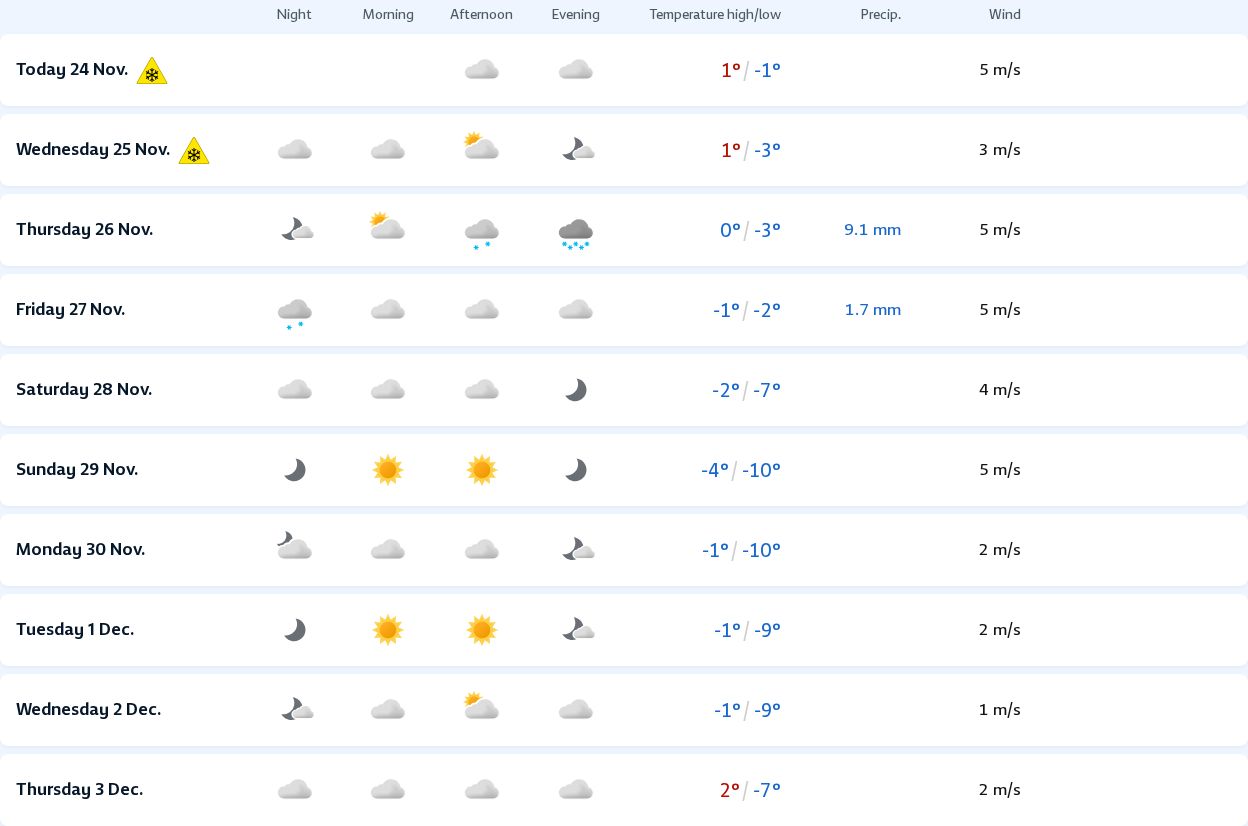 Night Morning Afternoon Evening Temperature high/low Precip. Wind
Today 24 Nov. 1°/-1° 5 m/s
Wednesday 25 Nov. 1°/-3° 3 m/s
Thursday 26 Nov. 0°/-3° 9.1 mm 5 m/s
Friday 27 Nov. -1°/-2° 1.7 mm 5 m/s
Saturday 28 Nov. -2°/-7° 4 m/s
Sunday 29 Nov. -4°/-10° 5 m/s
Monday 30 Nov. -1°/-10° 2 m/s
Tuesday 1 Dec. -1°/-9° 2 m/s
Wednesday 2 Dec. -1°/-9° 1 m/s
Thursday 3 Dec. 2°/-7° 2 m/s